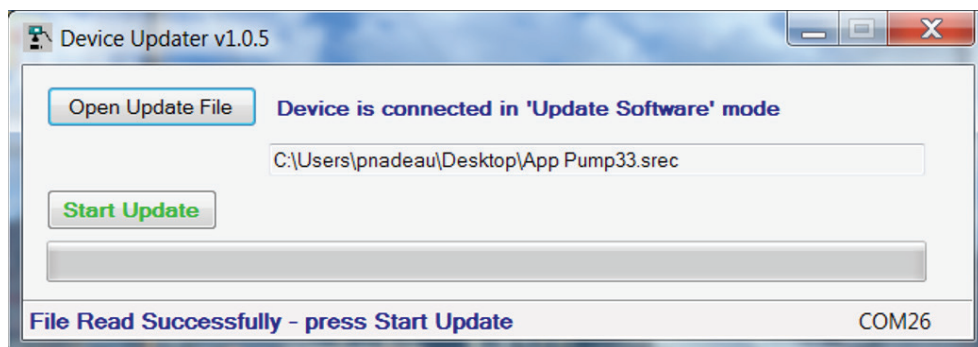 Device Updater v1.0.5
Open Update File
Device is connected in 'Update Software' mode
C:\Users\pnadeau\Desktop\App Pump33.srec
Start Update
File Read Successfully - press Start Update
COM26